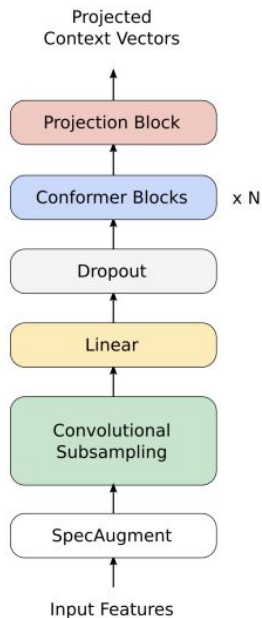 Projected
Context Vectors
Projection Block
Conformer Blocks x N
Dropout
Linear
Convolutional
Subsampling
SpecAugment
Input Features